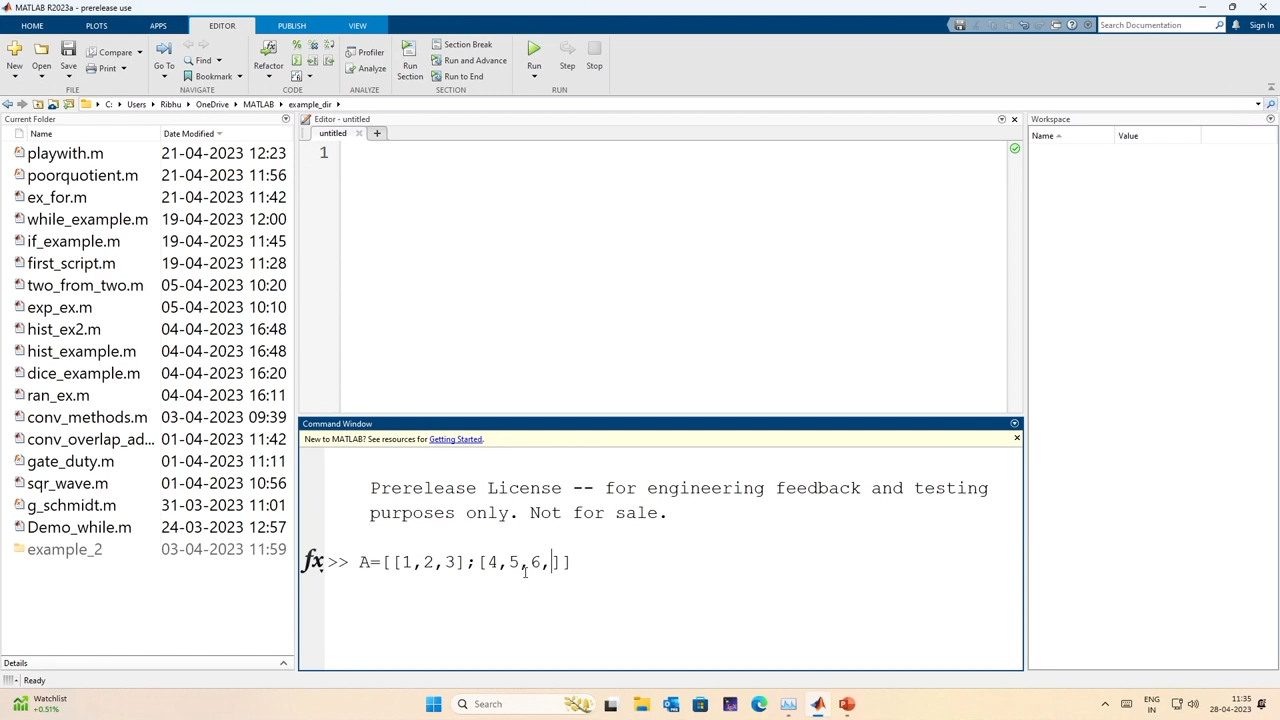 MATLAB R2023a - prerelease use
HOME PLOTS APPS EDITOR PUBLISH VIEW Search Documentation Sign In
New Open Save Compare Print Go To Find Bookmark Refactor Profiler Analyze Run Section Section Break Run and Advance Run to End Run Step Stop
FILE NAVIGATE CODE ANALYZE SECTION RUN
C: Users Ribhu OneDrive MATLAB example_dir
Current Folder
Name Date Modified
playwith.m 21-04-2023 12:23
poorquotient.m 21-04-2023 11:56
ex_for.m 21-04-2023 11:42
while_example.m 19-04-2023 12:00
if_example.m 19-04-2023 11:45
first_script.m 19-04-2023 11:28
two_from_two.m 05-04-2023 10:20
exp_ex.m 05-04-2023 10:10
hist_ex2.m 04-04-2023 16:48
hist_example.m 04-04-2023 16:48
dice_example.m 04-04-2023 16:20
ran_ex.m 04-04-2023 16:11
conv_methods.m 03-04-2023 09:39
conv_overlap_ad... 01-04-2023 11:42
gate_duty.m 01-04-2023 11:11
sqr_wave.m 01-04-2023 10:56
g_schmidt.m 31-03-2023 11:01
Demo_while.m 24-03-2023 12:57
example_2 03-04-2023 11:59
Details
Editor - untitled
untitled
1
Command Window
New to MATLAB? See resources for Getting Started.
Prerelease License -- for engineering feedback and testing
purposes only. Not for sale.
fx >> A=[[1,2,3];[4,5,6,]]
Workspace
Name Value
Ready
Watchlist
+0.51%
Search
ENG
IN
11:35
28-04-2023